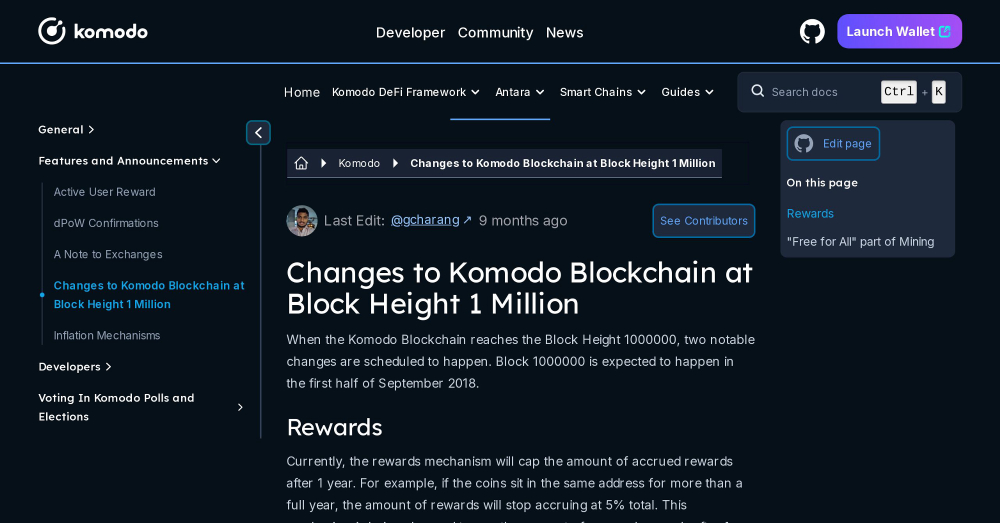 komodo
Developer Community News
Launch Wallet
Home Komodo DeFi Framework Antara Smart Chains Guides
Search docs Ctrl + K
General
Features and Announcements
Active User Reward
dPoW Confirmations
A Note to Exchanges
Changes to Komodo Blockchain at
Block Height 1 Million
Inflation Mechanisms
Developers
Voting In Komodo Polls and
Elections
Komodo Changes to Komodo Blockchain at Block Height 1 Million
Last Edit: @gcharang ↗ 9 months ago
See Contributors
Changes to Komodo Blockchain at
Block Height 1 Million
When the Komodo Blockchain reaches the Block Height 1000000, two notable
changes are scheduled to happen. Block 1000000 is expected to happen in
the first half of September 2018.
Rewards
Currently, the rewards mechanism will cap the amount of accrued rewards
after 1 year. For example, if the coins sit in the same address for more than a
full year, the amount of rewards will stop accruing at 5% total. This
Edit page
On this page
Rewards
"Free for All" part of Mining